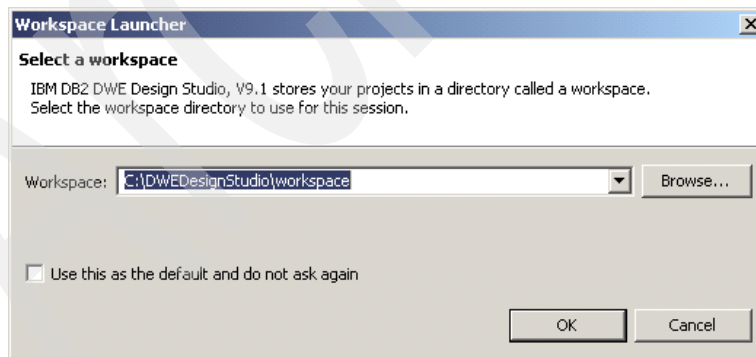 Workspace Launcher
Select a workspace
IBM DB2 DWE Design Studio, V9.1 stores your projects in a directory called a workspace.
Select the workspace directory to use for this session.
Workspace: C:\DWEDesignStudio\workspace Browse...
Use this as the default and do not ask again
OK Cancel